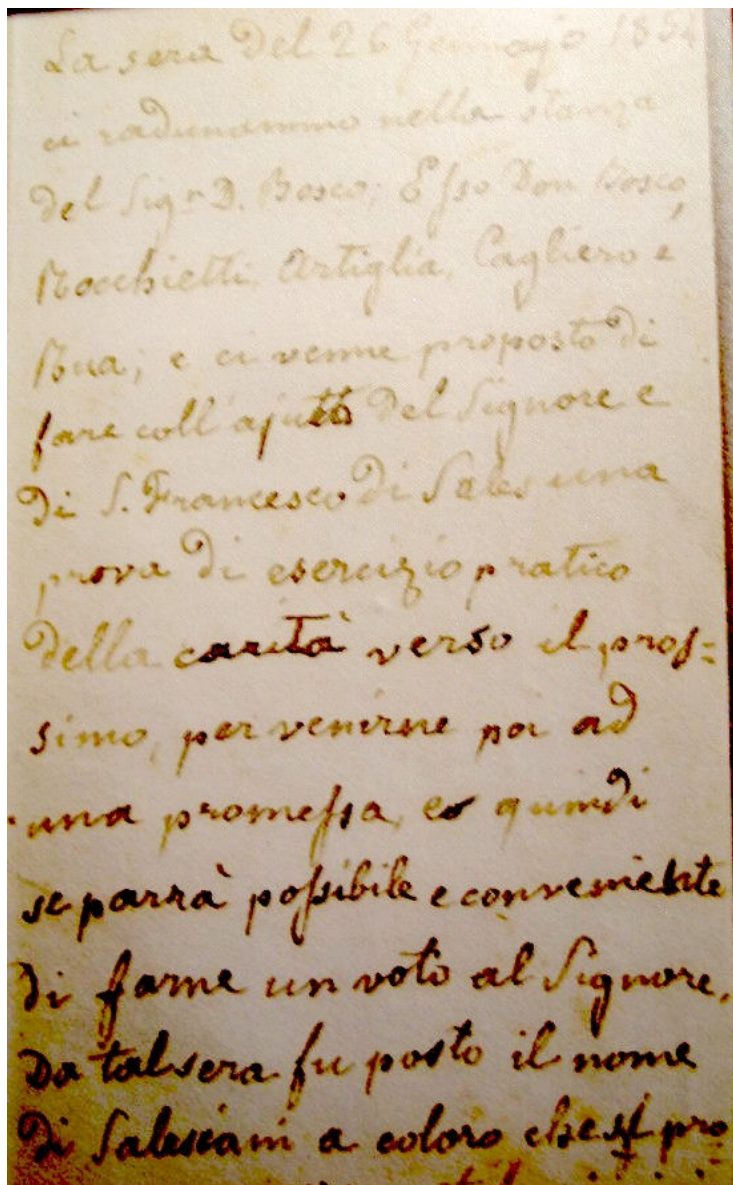 La sera del 26 Gennajo 1854
ci radunammo nella stanza
del Sigr D. Bosco; Esso Don Bosco,
Rocchietti, Artiglia, Cagliero e
Rua; e ci venne proposto di
fare coll'ajuto del Signore e
di S. Francesco di Sales una
prova di esercizio pratico
della carità verso il pros=
simo, per venirne poi ad
una promessa, e quindi
se parrà possibile e conveniente
di farne un voto al Signore.
Da tal sera fu posto il nome
di Salesiani a coloro che si pro